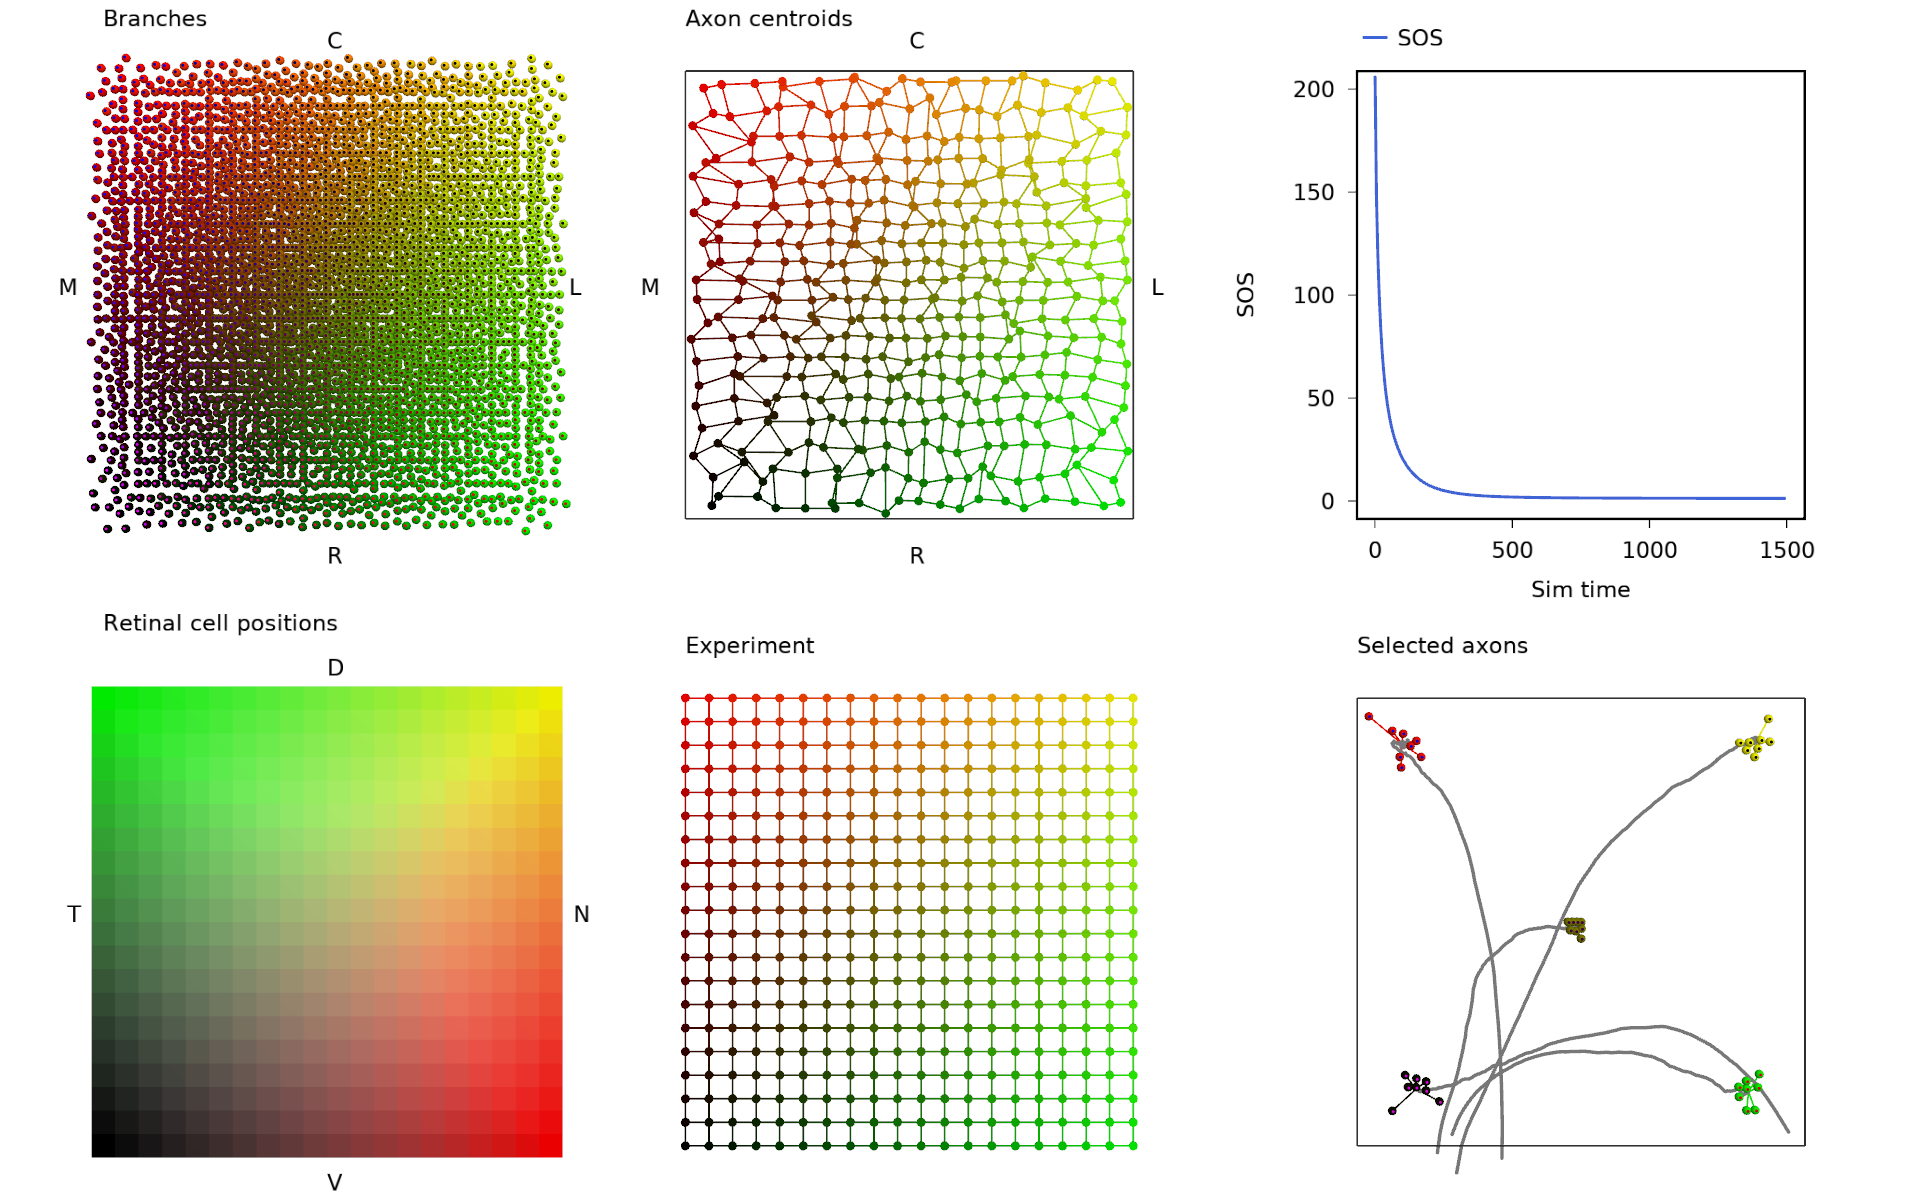 Branches
C
M
L
R
Axon centroids
C
M
L
R
SOS
200
150
100
50
0
SOS
0 500 1000 1500
Sim time
Retinal cell positions
D
T
N
V
Experiment
Selected axons